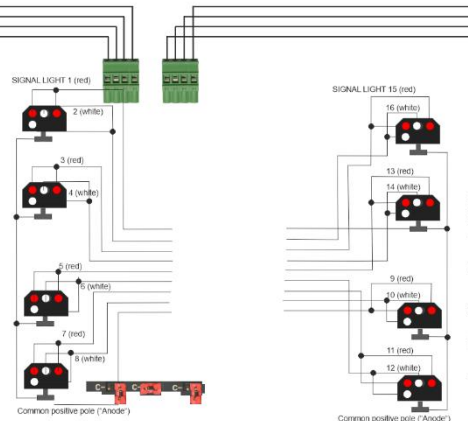 SIGNAL LIGHT 1 (red)
2 (white)
3 (red)
4 (white)
5 (red)
6 (white)
7 (red)
8 (white)
Common positive pole ("Anode")
SIGNAL LIGHT 15 (red)
16 (white)
13 (red)
14 (white)
9 (red)
10 (white)
11 (red)
12 (white)
Common positive pole ("Anode")